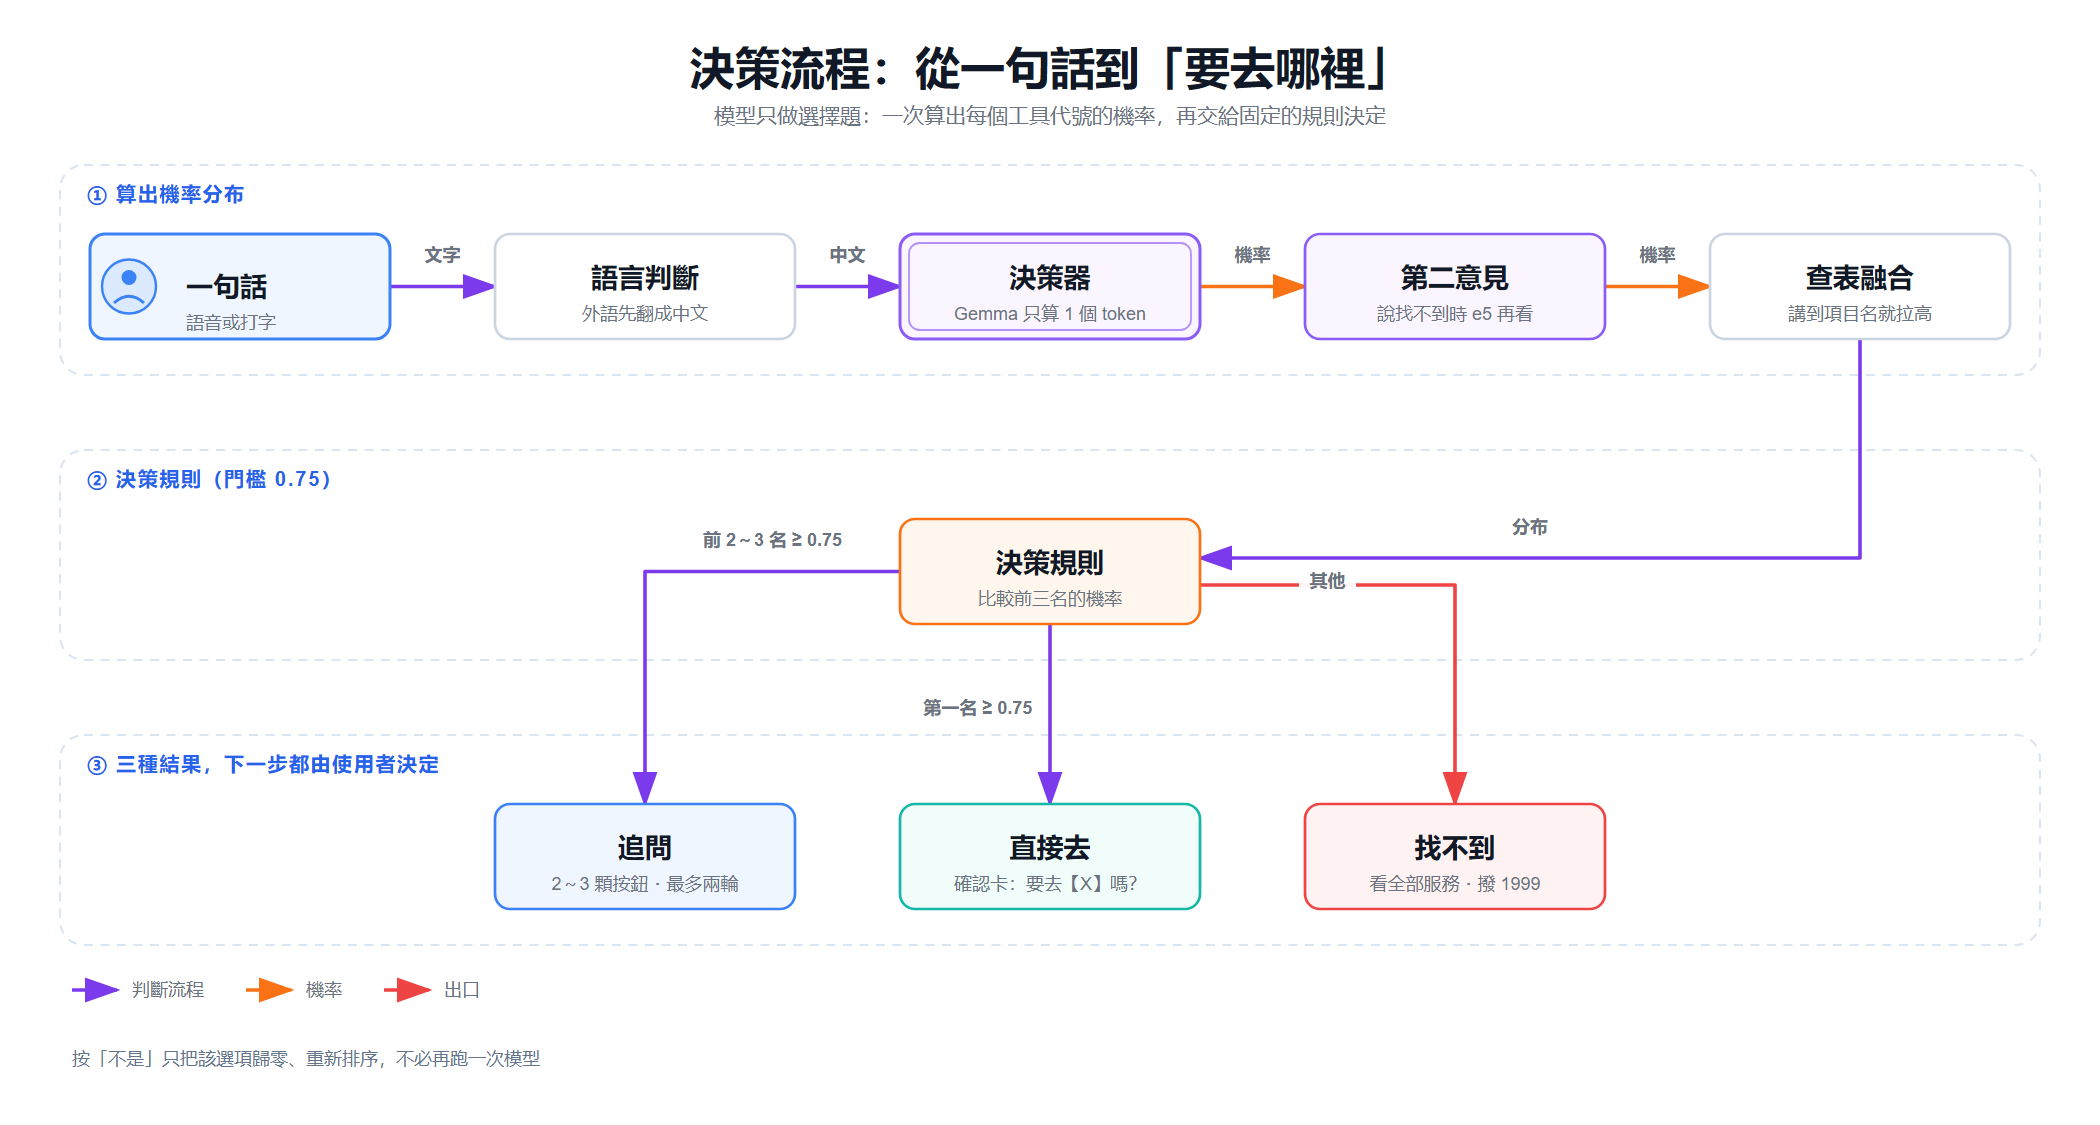 決策流程：從一句話到「要去哪裡」
模型只做選擇題：一次算出每個工具代號的機率，再交給固定的規則決定
① 算出機率分布
一句話
語音或打字
文字
語言判斷
外語先翻成中文
中文
決策器
Gemma 只算 1 個 token
機率
第二意見
說找不到時 e5 再看
機率
查表融合
講到項目名就拉高
② 決策規則（門檻 0.75）
前 2～3 名 ≥ 0.75
決策規則
比較前三名的機率
其他
分布
第一名 ≥ 0.75
③ 三種結果，下一步都由使用者決定
追問
2～3 顆按鈕 · 最多兩輪
直接去
確認卡：要去【X】嗎？
找不到
看全部服務 · 撥 1999
判斷流程
機率
出口
按「不是」只把該選項歸零、重新排序，不必再跑一次模型